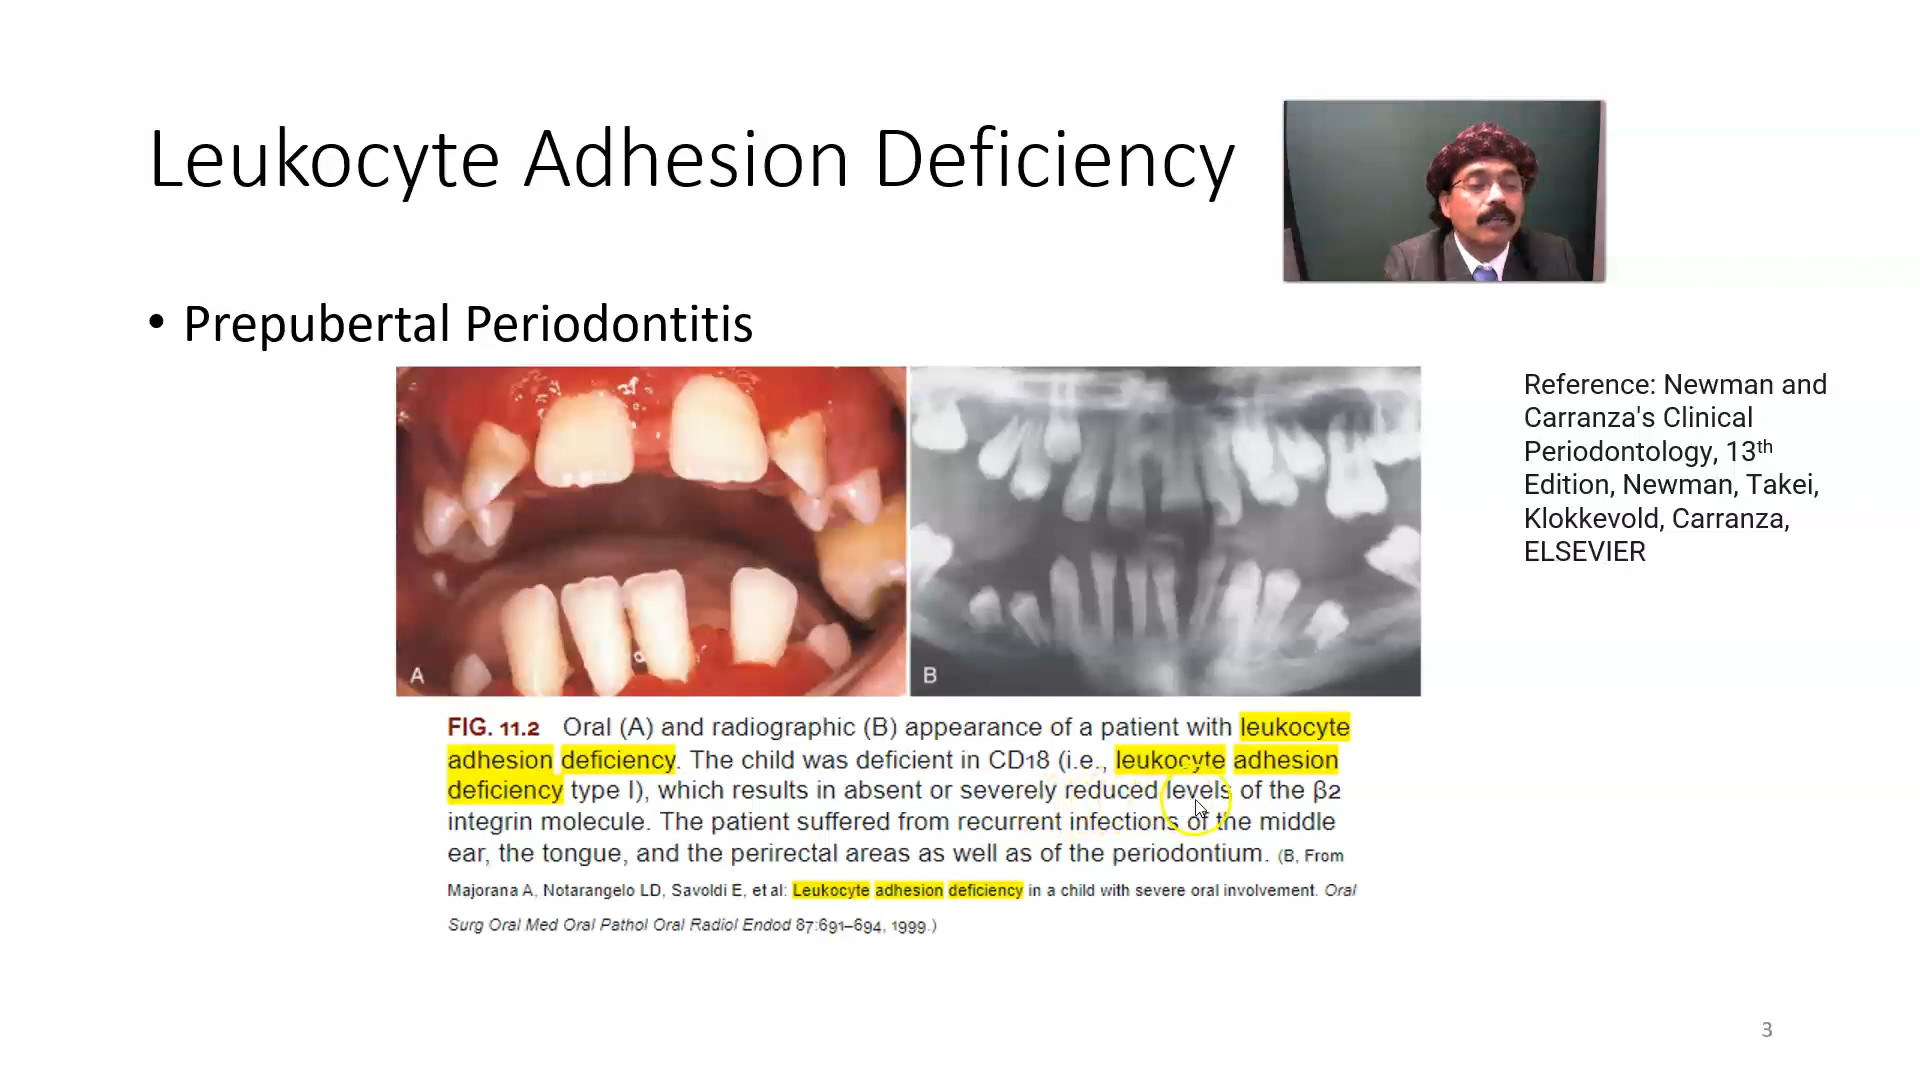 Leukocyte Adhesion Deficiency
• Prepubertal Periodontitis
A
B
Reference: Newman and
Carranza's Clinical
Periodontology, 13th
Edition, Newman, Takei,
Klokkevold, Carranza,
ELSEVIER
FIG. 11.2 Oral (A) and radiographic (B) appearance of a patient with leukocyte
adhesion deficiency. The child was deficient in CD18 (i.e., leukocyte adhesion
deficiency type I), which results in absent or severely reduced levels of the β2
integrin molecule. The patient suffered from recurrent infections of the middle
ear, the tongue, and the perirectal areas as well as of the periodontium. (B, From
Majorana A, Notarangelo LD, Savoldi E, et al: Leukocyte adhesion deficiency in a child with severe oral involvement. Oral
Surg Oral Med Oral Pathol Oral Radiol Endod 87:691–694, 1999.)
3